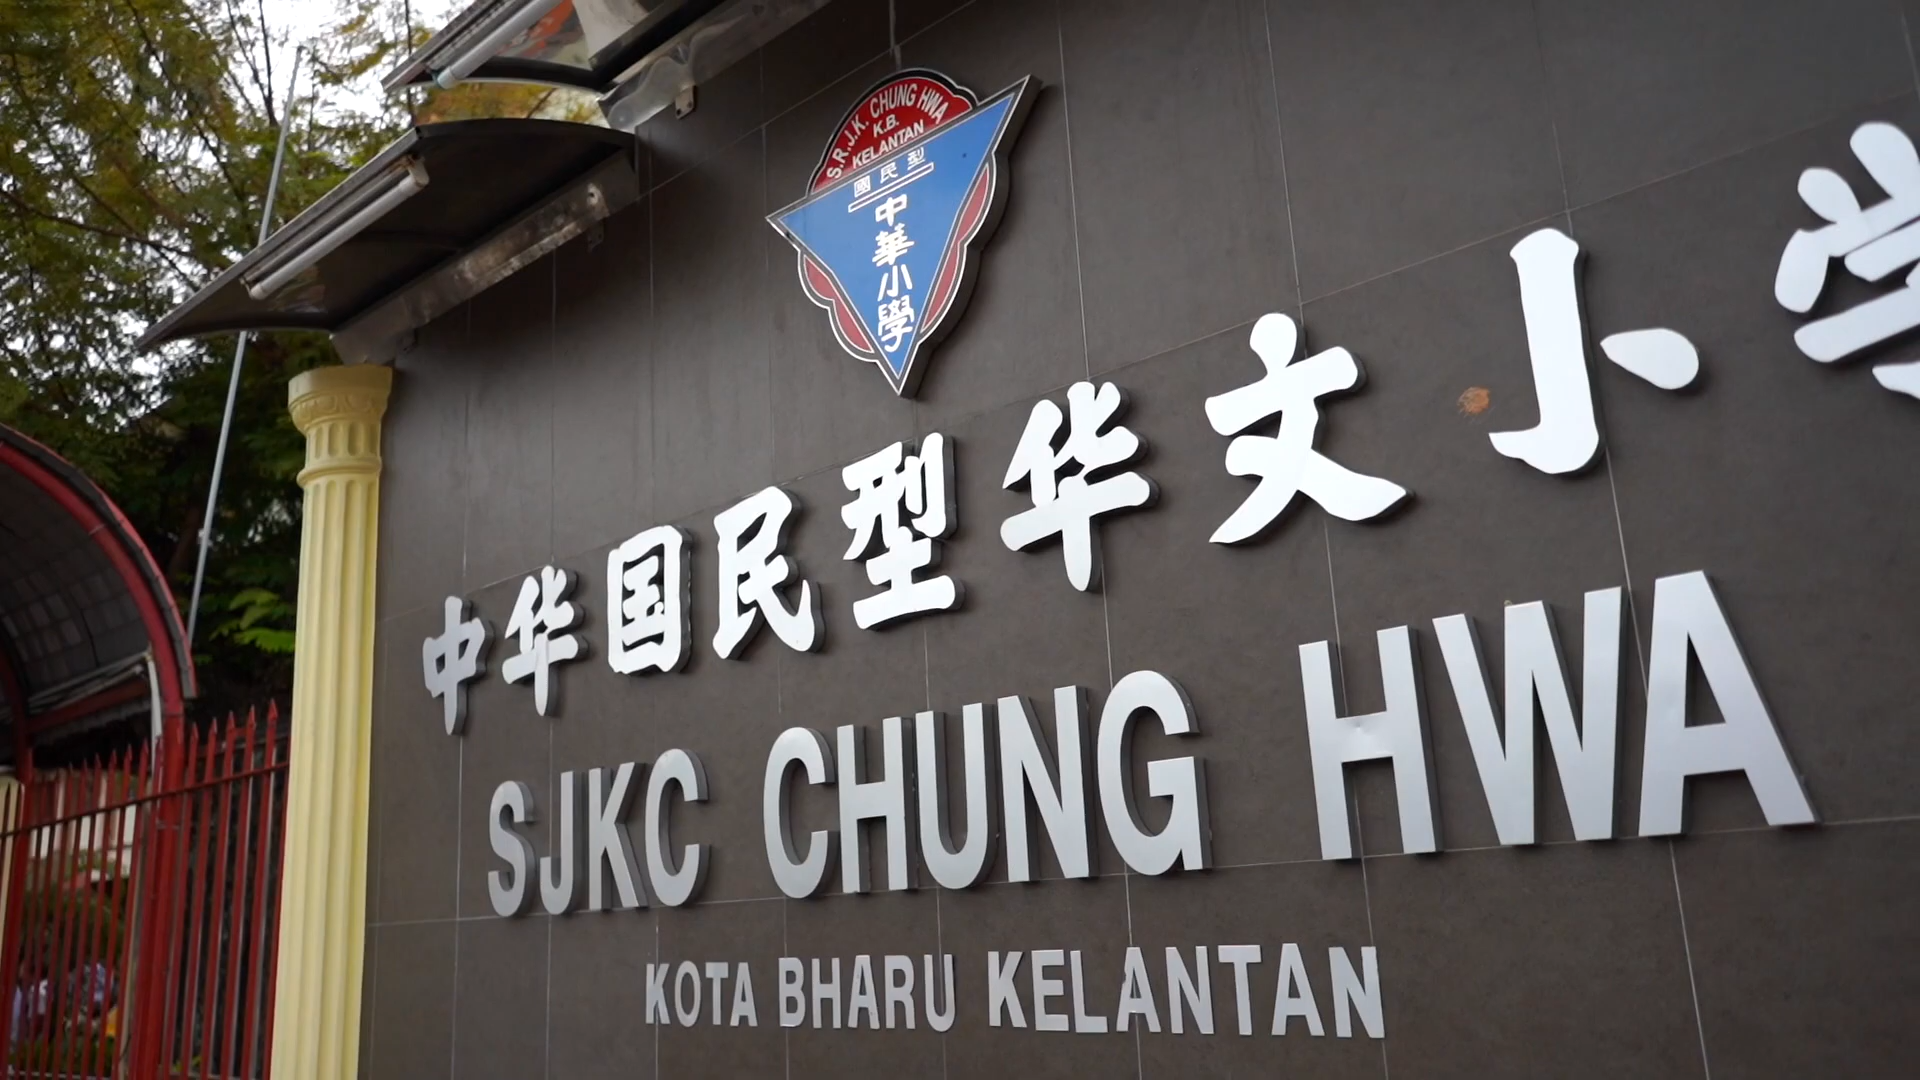 S.R.J.K. CHUNG HWA
K.B.
KELANTAN
國民型
中華小學
中华国民型华文小学
SJKC CHUNG HWA
KOTA BHARU KELANTAN